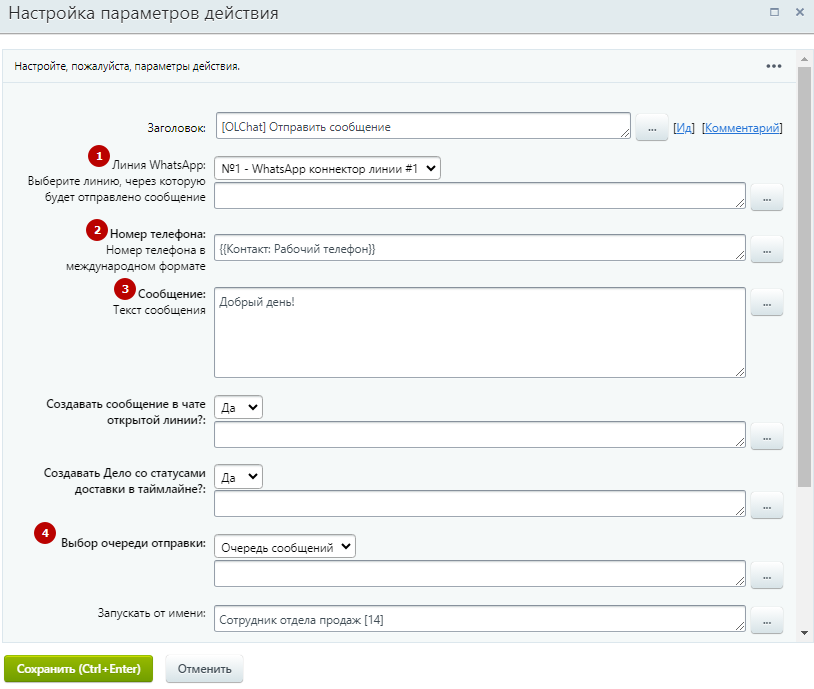 Настройка параметров действия
Настройте, пожалуйста, параметры действия.
Заголовок: [OLChat] Отправить сообщение ... [Ид] [Комментарий]
1 Линия WhatsApp: №1 - WhatsApp коннектор линии #1
Выберите линию, через которую
будет отправлено сообщение ...
2 Номер телефона:
Номер телефона в {{Контакт: Рабочий телефон}} ...
международном формате
3 Сообщение: Добрый день! ...
Текст сообщения
Создавать сообщение в чате Да
открытой линии?:
...
Создавать Дело со статусами Да
доставки в таймлайне?:
...
4 Выбор очереди отправки: Очередь сообщений
...
Запускать от имени: Сотрудник отдела продаж [14] ...
Сохранить (Ctrl+Enter) Отменить